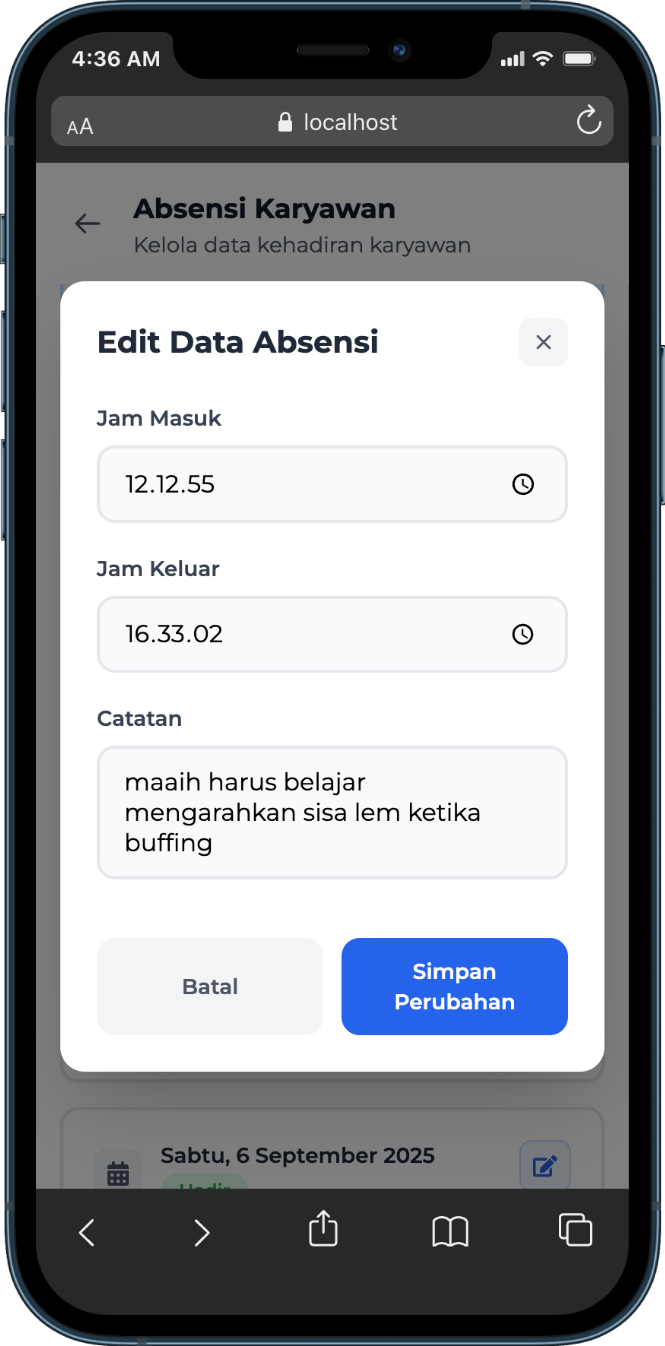 4:36 AM
AA
localhost
Absensi Karyawan
Kelola data kehadiran karyawan
Edit Data Absensi
Jam Masuk
12.12.55
Jam Keluar
16.33.02
Catatan
maaih harus belajar
mengarahkan sisa lem ketika
buffing
Batal
Simpan
Perubahan
Sabtu, 6 September 2025
Hadir